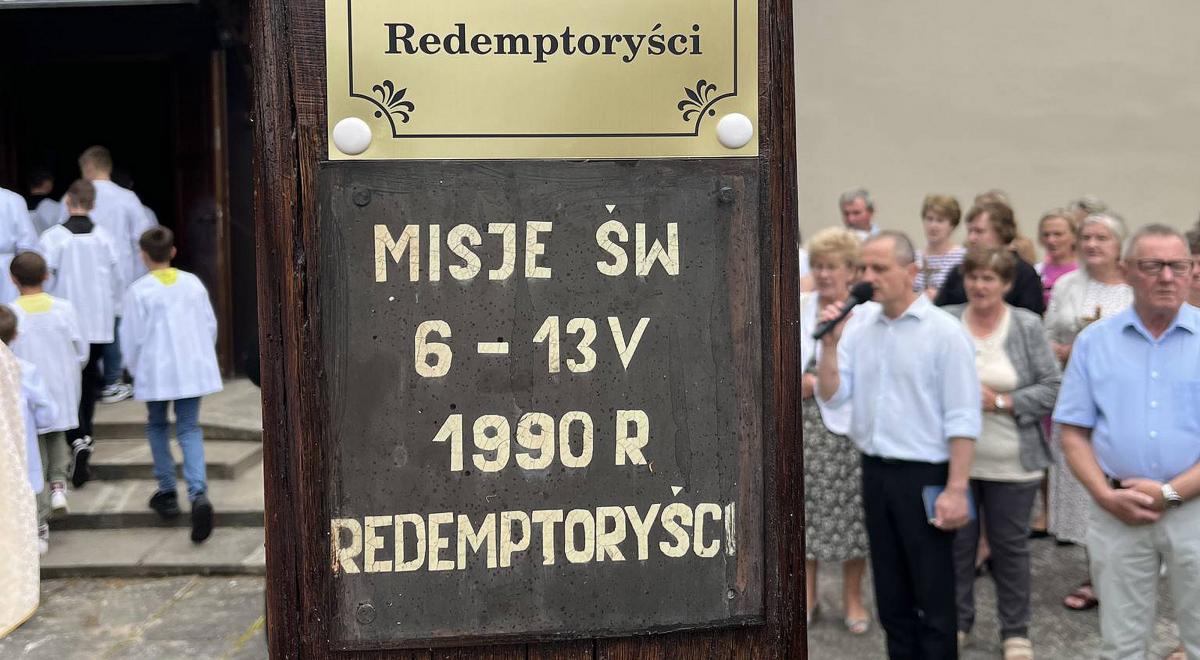 Redemptoryści
MISJE ŚW
6 - 13 V
1990 R
REDEMPTORYŚCI